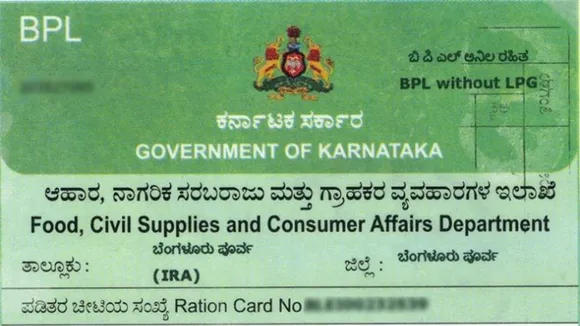 BPL
ಬಿ ಪಿ ಎಲ್ ಅನಿಲ ರಹಿತ
BPL without LPG
ಕರ್ನಾಟಕ ಸರ್ಕಾರ
GOVERNMENT OF KARNATAKA
ಆಹಾರ, ನಾಗರಿಕ ಸರಬರಾಜು ಮತ್ತು ಗ್ರಾಹಕರ ವ್ಯವಹಾರಗಳ ಇಲಾಖೆ
Food, Civil Supplies and Consumer Affairs Department
ತಾಲ್ಲೂಕು : ಬೆಂಗಳೂರು ಪೂರ್ವ ಜಿಲ್ಲೆ : ಬೆಂಗಳೂರು ಪೂರ್ವ
(IRA)
ಪಡಿತರ ಚೀಟಿಯ ಸಂಖ್ಯೆ Ration Card No